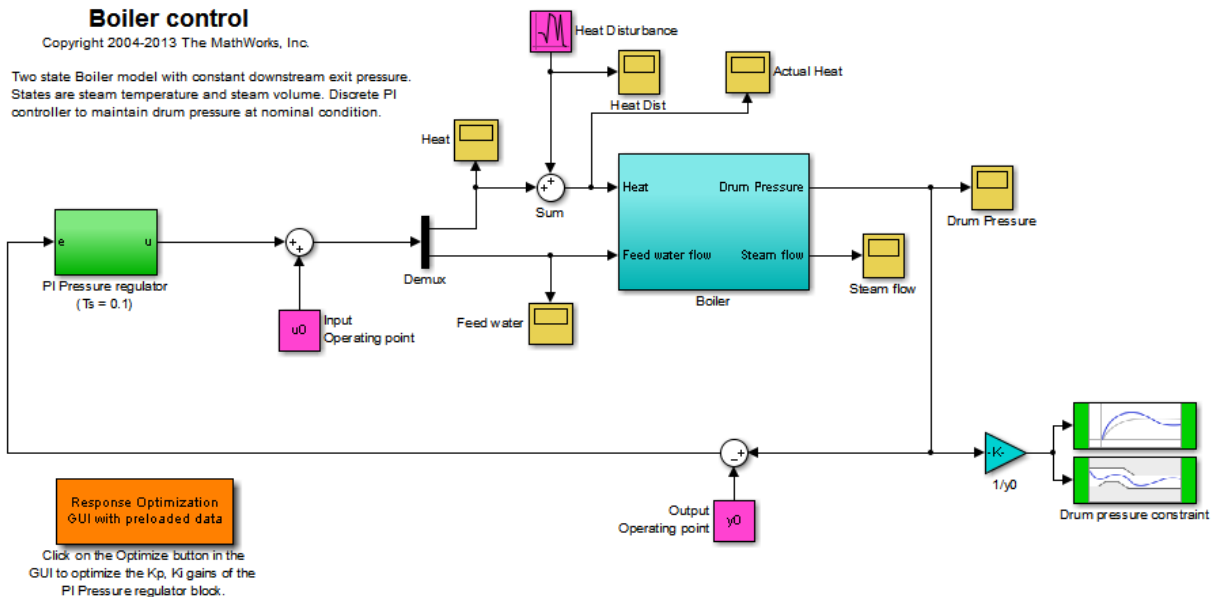 Boiler control
Copyright 2004-2013 The MathWorks, Inc.
Two state Boiler model with constant downstream exit pressure.
States are steam temperature and steam volume. Discrete PI
controller to maintain drum pressure at nominal condition.
Heat Disturbance
Heat Dist
Actual Heat
Heat
+
+
Sum
Heat
Drum Pressure
Feed water flow
Steam flow
Boiler
Drum Pressure
Steam flow
e
u
PI Pressure regulator
(Ts = 0.1)
+
+
u0
Input
Operating point
Demux
Feed water
-K-
1/y0
Drum pressure constraint
_
+
Output
Operating point
y0
Response Optimization
GUI with preloaded data
Click on the Optimize button in the
GUI to optimize the Kp, Ki gains of the
PI Pressure regulator block.